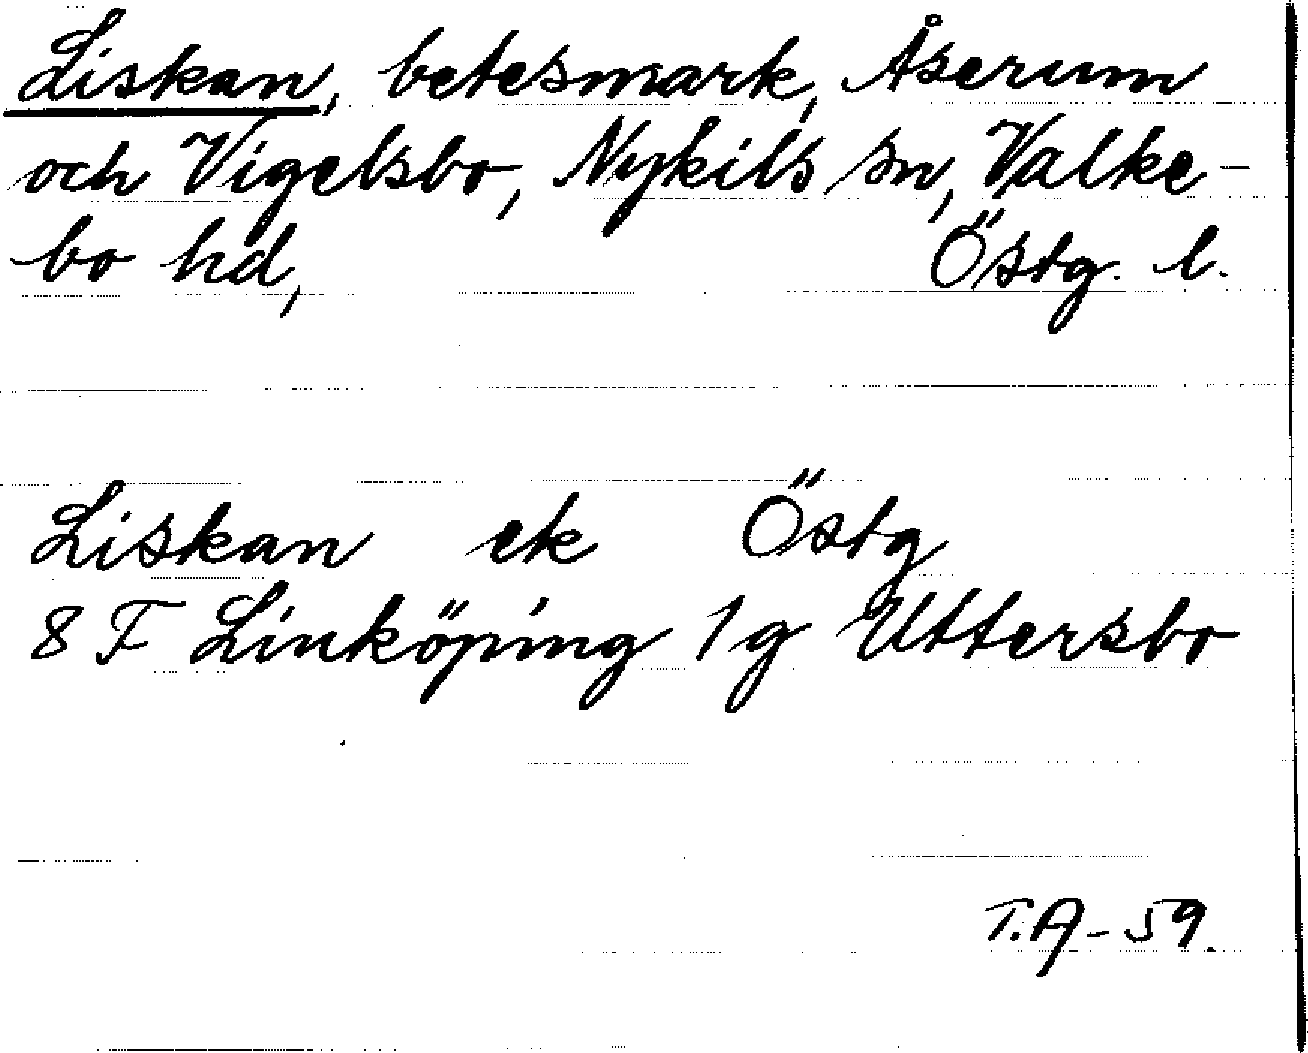 Liskan, betesmark, Åserum
och Vigelsbo, Nykils sn, Valke-
bo hd, Östg. l.
Liskan ek Östg
8 F Linköping 1 g Uttersbo
T.A-59.